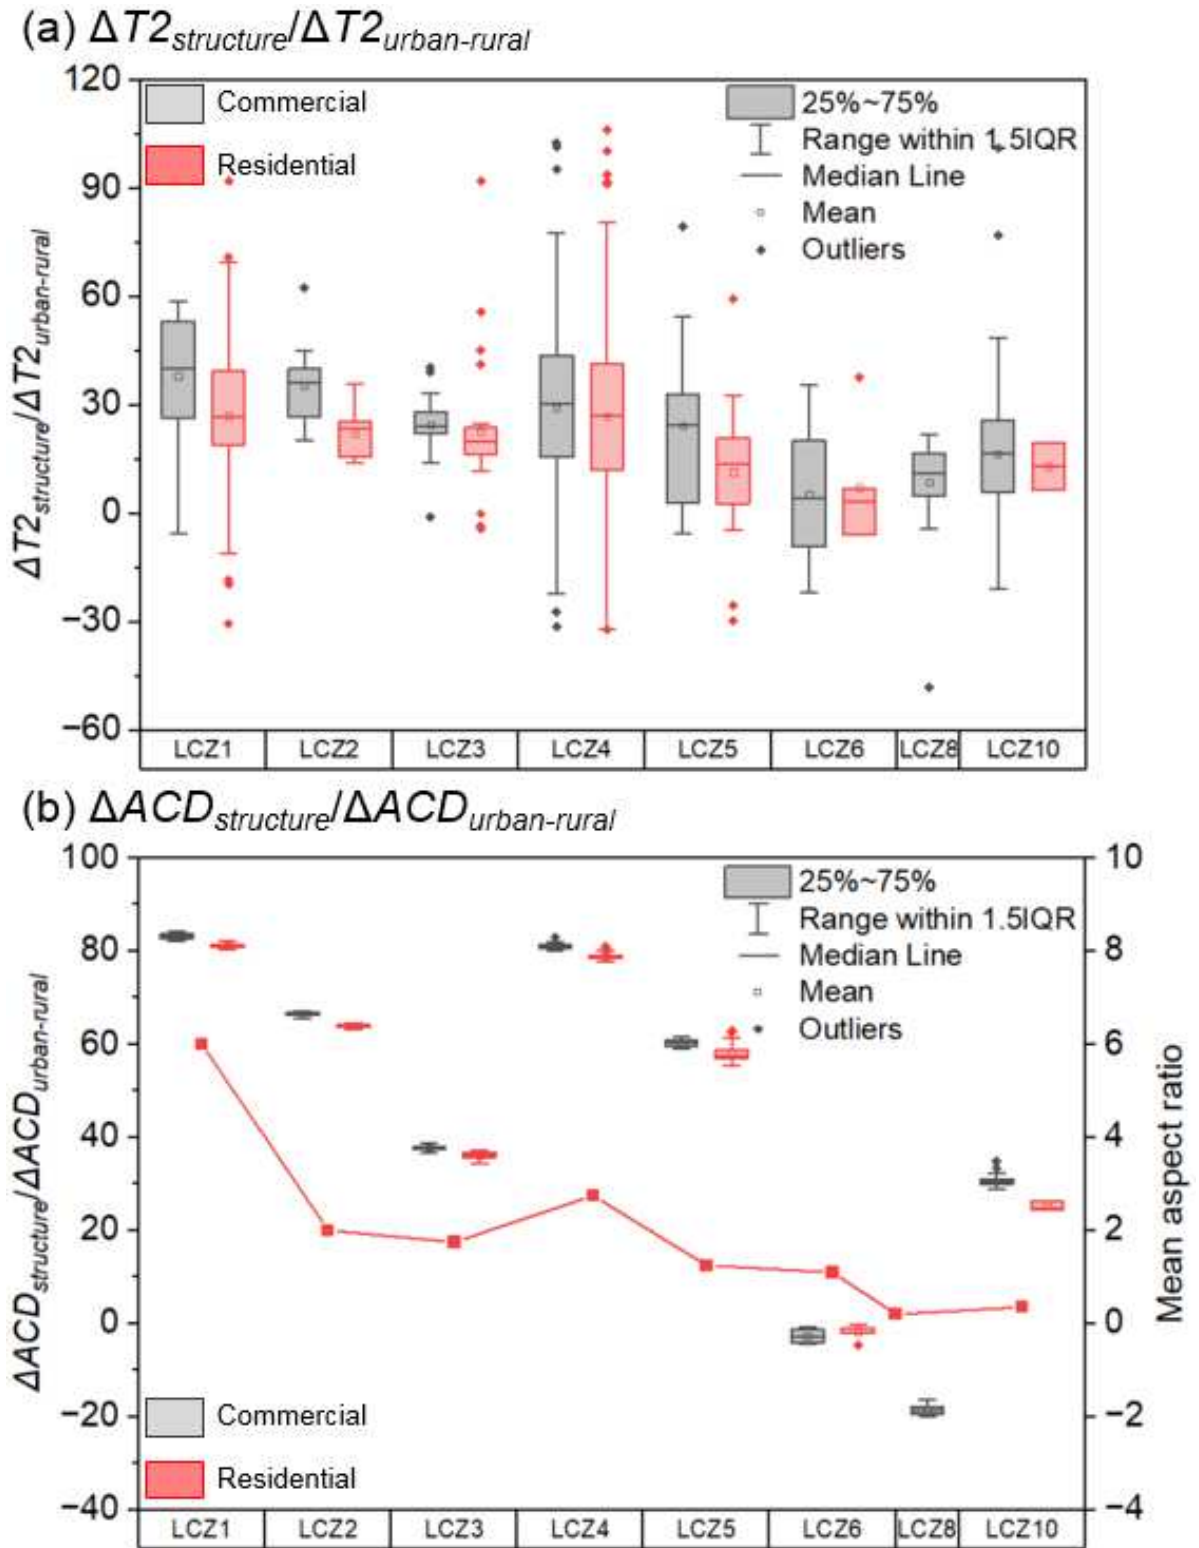 (a) ΔT2structure/ΔT2urban-rural
120
90
60
30
0
−30
−60
ΔT2structure/ΔT2urban-rural
Commercial
Residential
25%~75%
Range within 1.5IQR
Median Line
Mean
Outliers
LCZ1 LCZ2 LCZ3 LCZ4 LCZ5 LCZ6 LCZ8 LCZ10
(b) ΔACDstructure/ΔACDurban-rural
100
80
60
40
20
0
−20
−40
ΔACDstructure/ΔACDurban-rural
25%~75%
Range within 1.5IQR
Median Line
Mean
Outliers
Commercial
Residential
10
8
6
4
2
0
−2
−4
Mean aspect ratio
LCZ1 LCZ2 LCZ3 LCZ4 LCZ5 LCZ6 LCZ8 LCZ10